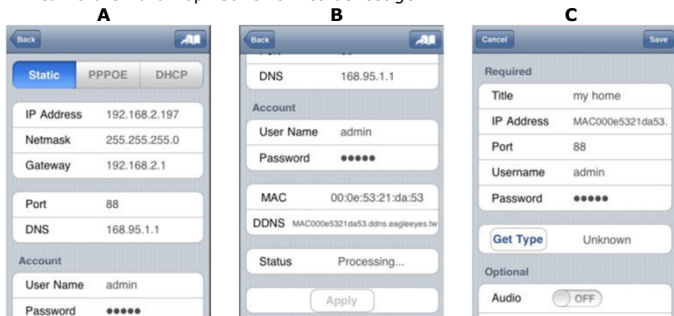 A
B
C
Back
Static PPPOE DHCP
IP Address 192.168.2.197
Netmask 255.255.255.0
Gateway 192.168.2.1
Port 88
DNS 168.95.1.1
Account
User Name admin
Password •••••
Back
DNS 168.95.1.1
Account
User Name admin
Password •••••
MAC 00:0e:53:21:da:53
DDNS MAC000e5321da53.ddns.eagleeyes.tw
Status Processing...
Apply
Cancel Save
Required
Title my home
IP Address MAC000e5321da53.
Port 88
Username admin
Password •••••
Get Type Unknown
Optional
Audio OFF